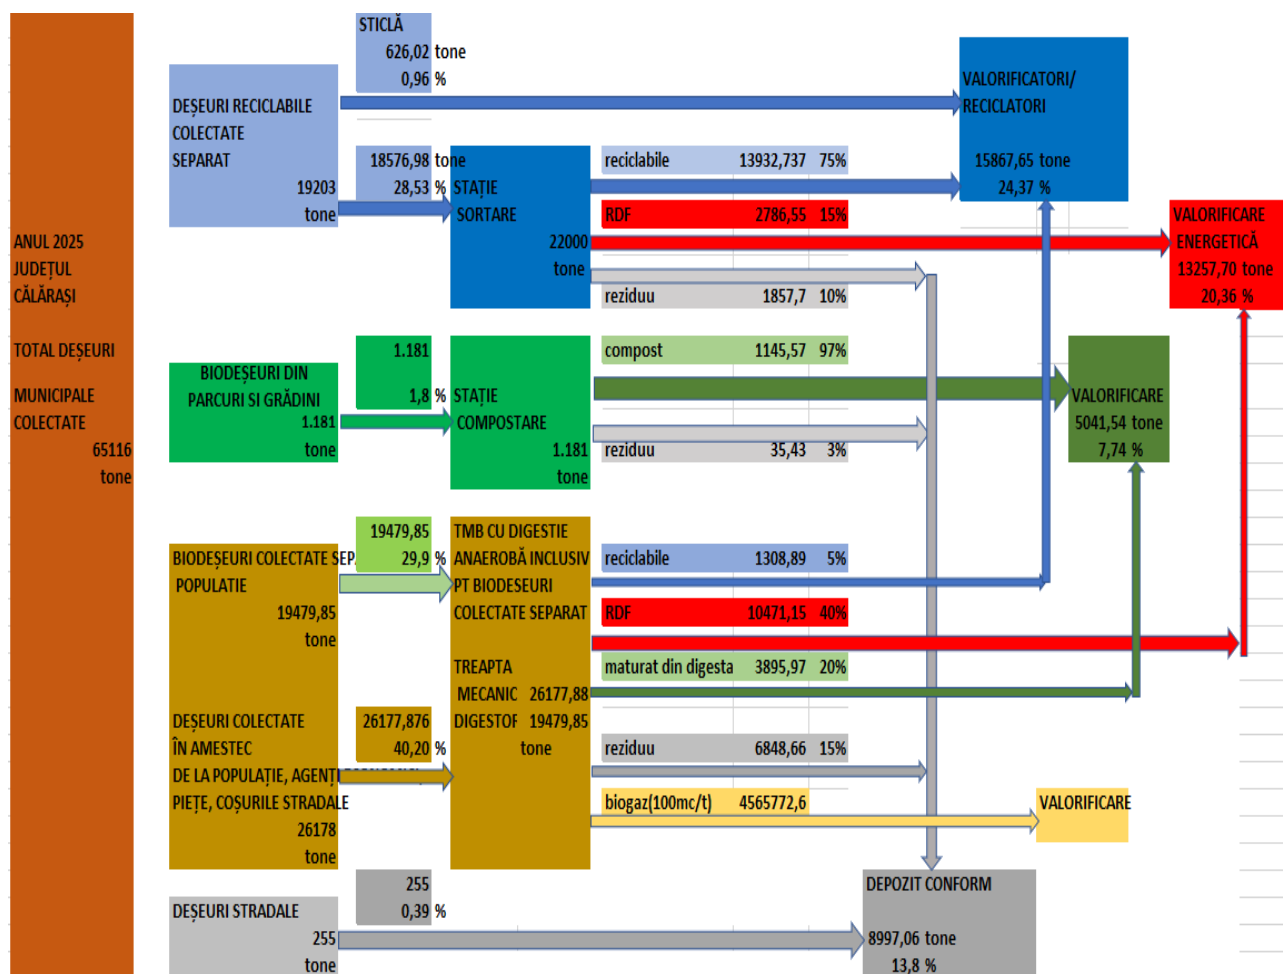 ANUL 2025
JUDEȚUL
CĂLĂRAȘI
TOTAL DEȘEURI
MUNICIPALE
COLECTATE
65116
tone
DEȘEURI RECICLABILE
COLECTATE
SEPARAT
19203
tone
STICLĂ
626,02 tone
0,96 %
18576,98 tone
28,53 %
STAȚIE
SORTARE
22000
tone
reciclabile 13932,737 75%
RDF 2786,55 15%
reziduu 1857,7 10%
VALORIFICATORI/
RECICLATORI
15867,65 tone
24,37 %
VALORIFICARE
ENERGETICĂ
13257,70 tone
20,36 %
BIODEȘEURI DIN
PARCURI SI GRĂDINI
1.181
tone
1.181
1,8 %
STAȚIE
COMPOSTARE
1.181
tone
compost 1145,57 97%
reziduu 35,43 3%
VALORIFICARE
5041,54 tone
7,74 %
BIODEȘEURI COLECTATE SEP
POPULATIE
19479,85
tone
19479,85
29,9 %
TMB CU DIGESTIE
ANAEROBĂ INCLUSIV
PT BIODESEURI
COLECTATE SEPARAT
TREAPTA
MECANIC 26177,88
DIGESTOF 19479,85
tone
reciclabile 1308,89 5%
RDF 10471,15 40%
maturat din digesta 3895,97 20%
reziduu 6848,66 15%
biogaz(100mc/t) 4565772,6
VALORIFICARE
DEȘEURI COLECTATE
ÎN AMESTEC
DE LA POPULAȚIE, AGENȚI
PIEȚE, COȘURILE STRADALE
26178
tone
26177,876
40,20 %
DEȘEURI STRADALE
255
tone
255
0,39 %
DEPOZIT CONFORM
8997,06 tone
13,8 %